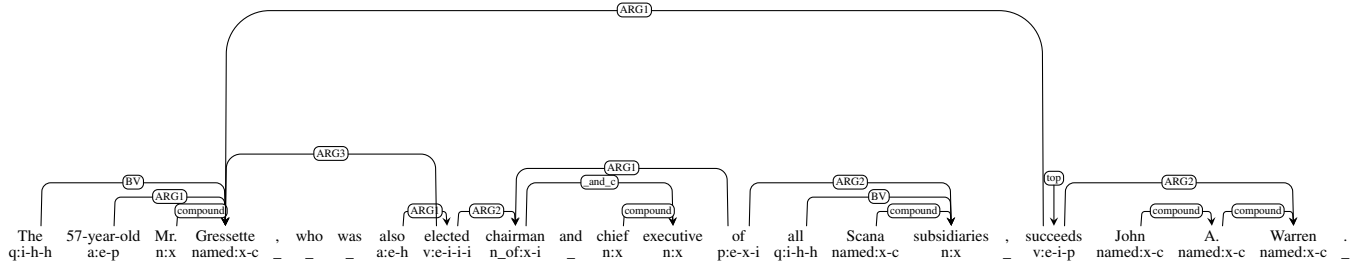 ARG1
ARG3
ARG1
BV ARG1 compound ARG1 ARG2 _and_c compound ARG2 BV compound top ARG2 compound compound
The 57-year-old Mr. Gressette , who was also elected chairman and chief executive of all Scana subsidiaries , succeeds John A. Warren .
q:i-h-h a:e-p n:x named:x-c _ _ _ a:e-h v:e-i-i-i n_of:x-i _ n:x n:x p:e-x-i q:i-h-h named:x-c n:x _ v:e-i-p named:x-c named:x-c named:x-c _